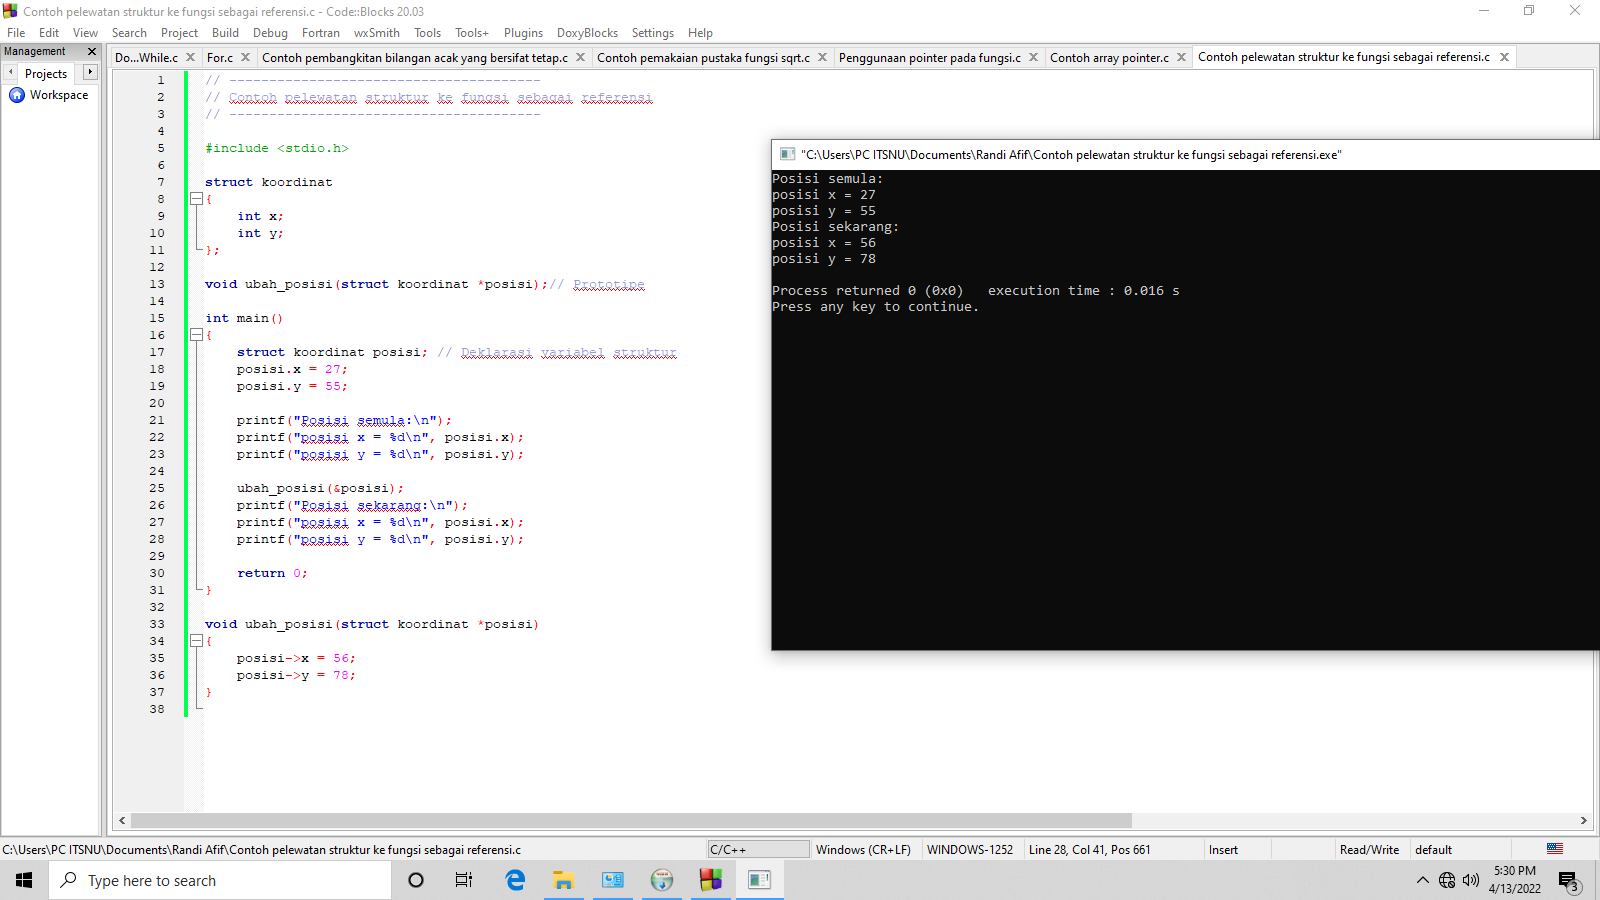 Contoh pelewatan struktur ke fungsi sebagai referensi.c - Code::Blocks 20.03
File Edit View Search Project Build Debug Fortran wxSmith Tools Tools+ Plugins DoxyBlocks Settings Help
Management
Do...While.c For.c Contoh pembangkitan bilangan acak yang bersifat tetap.c Contoh pemakaian pustaka fungsi sqrt.c Penggunaan pointer pada fungsi.c Contoh array pointer.c Contoh pelewatan struktur ke fungsi sebagai referensi.c
Projects
Workspace
1 // ---------------------------------------
2 // Contoh pelewatan struktur ke fungsi sebagai referensi
3 // ---------------------------------------
4
5 #include <stdio.h>
6
7 struct koordinat
8 {
9 int x;
10 int y;
11 };
12
13 void ubah_posisi(struct koordinat *posisi);// Prototipe
14
15 int main()
16 {
17 struct koordinat posisi; // Deklarasi variabel struktur
18 posisi.x = 27;
19 posisi.y = 55;
20
21 printf("Posisi semula:\n");
22 printf("posisi x = %d\n", posisi.x);
23 printf("posisi y = %d\n", posisi.y);
24
25 ubah_posisi(&posisi);
26 printf("Posisi sekarang:\n");
27 printf("posisi x = %d\n", posisi.x);
28 printf("posisi y = %d\n", posisi.y);
29
30 return 0;
31 }
32
33 void ubah_posisi(struct koordinat *posisi)
34 {
35 posisi->x = 56;
36 posisi->y = 78;
37 }
38
"C:\Users\PC ITSNU\Documents\Randi Afif\Contoh pelewatan struktur ke fungsi sebagai referensi.exe"
Posisi semula:
posisi x = 27
posisi y = 55
Posisi sekarang:
posisi x = 56
posisi y = 78
Process returned 0 (0x0)   execution time : 0.016 s
Press any key to continue.
C:\Users\PC ITSNU\Documents\Randi Afif\Contoh pelewatan struktur ke fungsi sebagai referensi.c C/C++ Windows (CR+LF) WINDOWS-1252 Line 28, Col 41, Pos 661 Insert Read/Write default
Type here to search
5:30 PM
4/13/2022
3